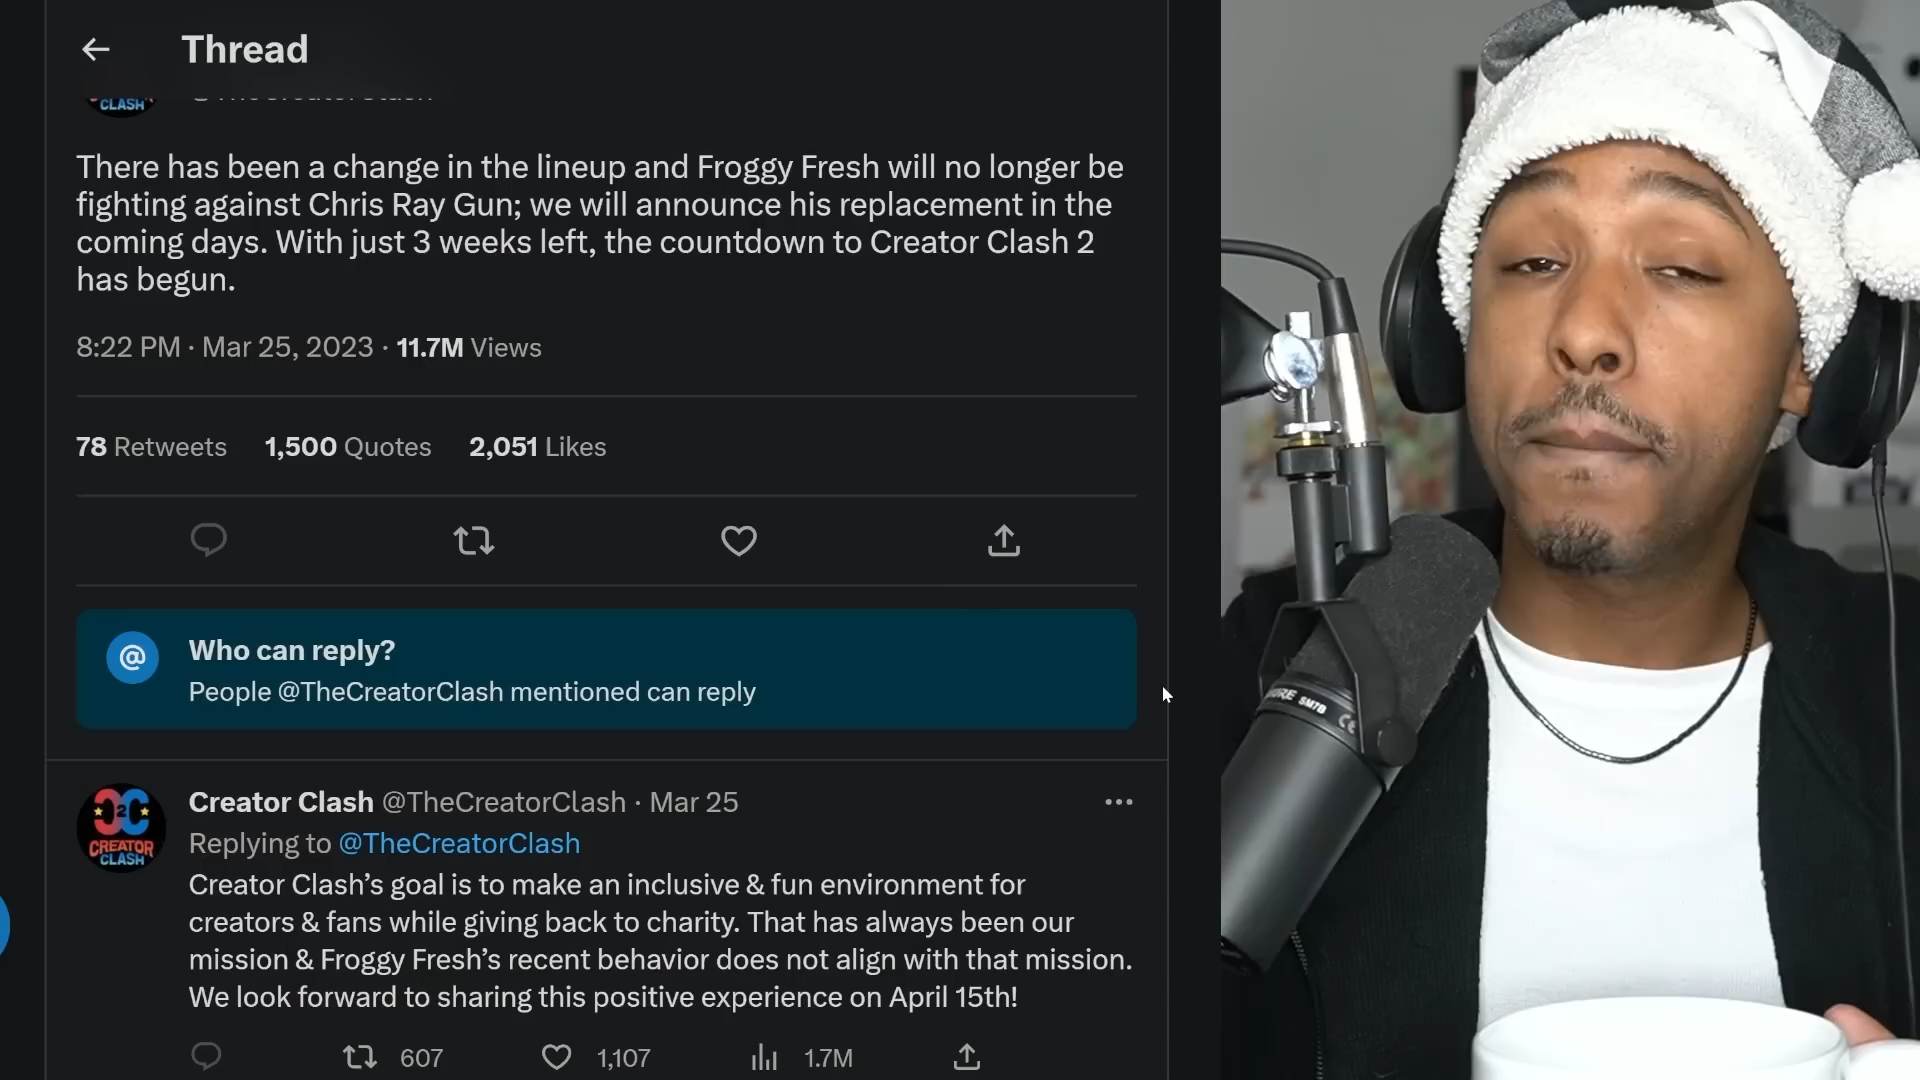 Thread
CLASH
There has been a change in the lineup and Froggy Fresh will no longer be
fighting against Chris Ray Gun; we will announce his replacement in the
coming days. With just 3 weeks left, the countdown to Creator Clash 2
has begun.
8:22 PM · Mar 25, 2023 · 11.7M Views
78 Retweets 1,500 Quotes 2,051 Likes
@
Who can reply?
People @TheCreatorClash mentioned can reply
Creator Clash @TheCreatorClash · Mar 25
Replying to @TheCreatorClash
Creator Clash’s goal is to make an inclusive & fun environment for
creators & fans while giving back to charity. That has always been our
mission & Froggy Fresh’s recent behavior does not align with that mission.
We look forward to sharing this positive experience on April 15th!
C2C
CREATOR
CLASH
607 1,107 1.7M
SM7B